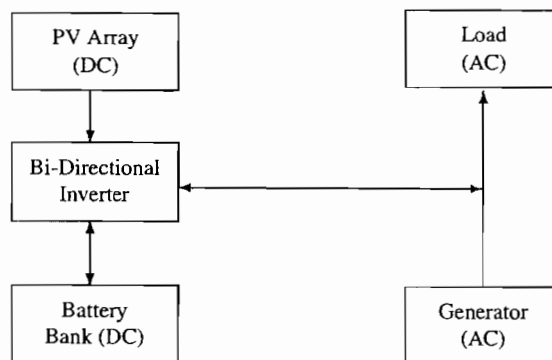 PV Array
(DC)
Load
(AC)
Bi-Directional
Inverter
Battery
Bank (DC)
Generator
(AC)